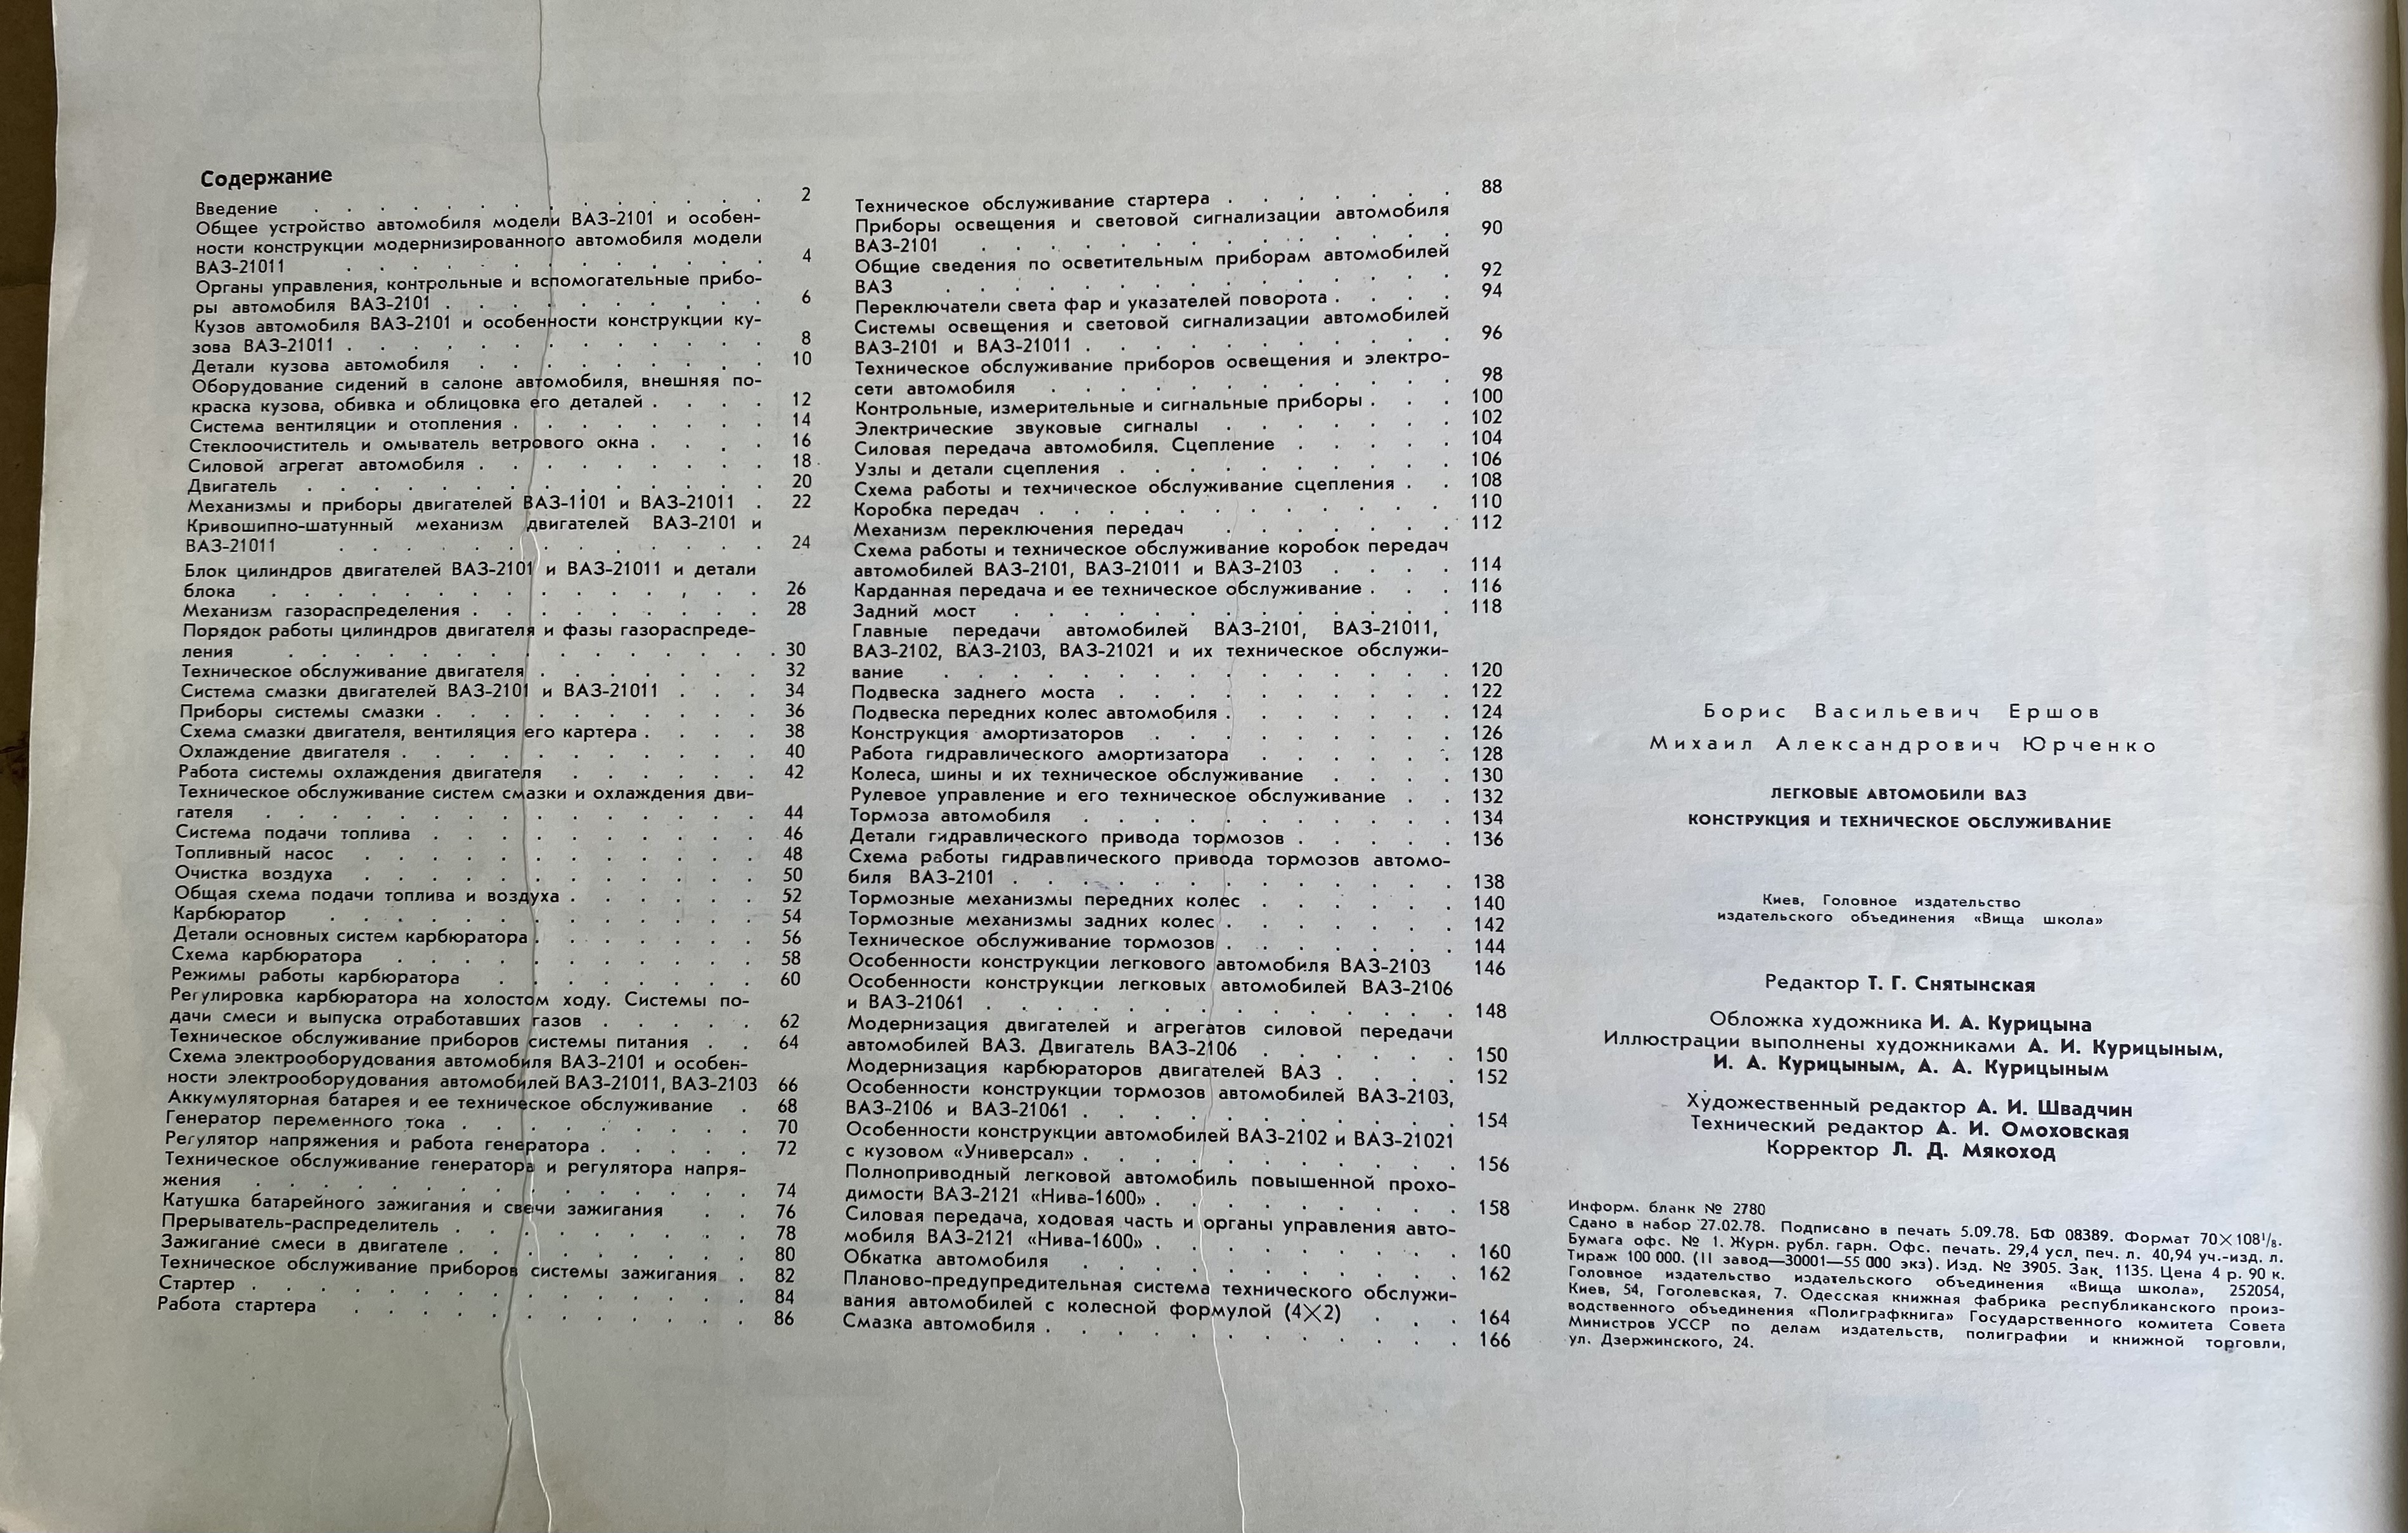 Содержание
Введение . . . . . . . . . . . . 2
Общее устройство автомобиля модели ВАЗ-2101 и особен-
ности конструкции модернизированного автомобиля модели
ВАЗ-21011 . . . . . . . . . . . 4
Органы управления, контрольные и вспомогательные прибо-
ры автомобиля ВАЗ-2101 . . . . . . . . 6
Кузов автомобиля ВАЗ-2101 и особенности конструкции ку-
зова ВАЗ-21011 . . . . . . . . . . 8
Детали кузова автомобиля . . . . . . . . 10
Оборудование сидений в салоне автомобиля, внешняя по-
краска кузова, обивка и облицовка его деталей . . . . 12
Система вентиляции и отопления . . . . . . . 14
Стеклоочиститель и омыватель ветрового окна . . . . 16
Силовой агрегат автомобиля . . . . . . . . 18
Двигатель . . . . . . . . . . . . 20
Механизмы и приборы двигателей ВАЗ-1101 и ВАЗ-21011 . 22
Кривошипно-шатунный механизм двигателей ВАЗ-2101 и
ВАЗ-21011 . . . . . . . . . . . 24
Блок цилиндров двигателей ВАЗ-2101 и ВАЗ-21011 и детали
блока . . . . . . . . . . . . 26
Механизм газораспределения . . . . . . . . 28
Порядок работы цилиндров двигателя и фазы газораспреде-
ления . . . . . . . . . . . . 30
Техническое обслуживание двигателя . . . . . . 32
Система смазки двигателей ВАЗ-2101 и ВАЗ-21011 . . . 34
Приборы системы смазки . . . . . . . . . 36
Схема смазки двигателя, вентиляция его картера . . . . 38
Охлаждение двигателя . . . . . . . . . . 40
Работа системы охлаждения двигателя . . . . . . 42
Техническое обслуживание систем смазки и охлаждения дви-
гателя . . . . . . . . . . . . 44
Система подачи топлива . . . . . . . . . 46
Топливный насос . . . . . . . . . . . 48
Очистка воздуха . . . . . . . . . . . 50
Общая схема подачи топлива и воздуха . . . . . . 52
Карбюратор . . . . . . . . . . . 54
Детали основных систем карбюратора . . . . . . 56
Схема карбюратора . . . . . . . . . . 58
Режимы работы карбюратора . . . . . . . . 60
Регулировка карбюратора на холостом ходу. Системы по-
дачи смеси и выпуска отработавших газов . . . . . 62
Техническое обслуживание приборов системы питания . . 64
Схема электрооборудования автомобиля ВАЗ-2101 и особен-
ности электрооборудования автомобилей ВАЗ-21011, ВАЗ-2103 66
Аккумуляторная батарея и ее техническое обслуживание . 68
Генератор переменного тока . . . . . . . . 70
Регулятор напряжения и работа генератора . . . . . 72
Техническое обслуживание генератора и регулятора напря-
жения . . . . . . . . . . . . 74
Катушка батарейного зажигания и свечи зажигания . . 76
Прерыватель-распределитель . . . . . . . . 78
Зажигание смеси в двигателе . . . . . . . . 80
Техническое обслуживание приборов системы зажигания . 82
Стартер . . . . . . . . . . . . 84
Работа стартера . . . . . . . . . . . 86
Техническое обслуживание стартера . . . . . . 88
Приборы освещения и световой сигнализации автомобиля
ВАЗ-2101 . . . . . . . . . . . 90
Общие сведения по осветительным приборам автомобилей
ВАЗ . . . . . . . . . . . . 92
Переключатели света фар и указателей поворота . . . . 94
Системы освещения и световой сигнализации автомобилей
ВАЗ-2101 и ВАЗ-21011 . . . . . . . . . 96
Техническое обслуживание приборов освещения и электро-
сети автомобиля . . . . . . . . . . 98
Контрольные, измерительные и сигнальные приборы . . . 100
Электрические звуковые сигналы . . . . . . 102
Силовая передача автомобиля. Сцепление . . . . 104
Узлы и детали сцепления . . . . . . . . 106
Схема работы и техническое обслуживание сцепления . . 108
Коробка передач . . . . . . . . . . 110
Механизм переключения передач . . . . . . 112
Схема работы и техническое обслуживание коробок передач
автомобилей ВАЗ-2101, ВАЗ-21011 и ВАЗ-2103 . . . . 114
Карданная передача и ее техническое обслуживание . . . 116
Задний мост . . . . . . . . . . . 118
Главные передачи автомобилей ВАЗ-2101, ВАЗ-21011,
ВАЗ-2102, ВАЗ-2103, ВАЗ-21021 и их техническое обслужи-
вание . . . . . . . . . . . . 120
Подвеска заднего моста . . . . . . . . 122
Подвеска передних колес автомобиля . . . . . . 124
Конструкция амортизаторов . . . . . . . . 126
Работа гидравлического амортизатора . . . . . 128
Колеса, шины и их техническое обслуживание . . . . 130
Рулевое управление и его техническое обслуживание . . 132
Тормоза автомобиля . . . . . . . . . 134
Детали гидравлического привода тормозов . . . . . 136
Схема работы гидравлического привода тормозов автомо-
биля ВАЗ-2101 . . . . . . . . . . 138
Тормозные механизмы передних колес . . . . . 140
Тормозные механизмы задних колес . . . . . . 142
Техническое обслуживание тормозов . . . . . . 144
Особенности конструкции легкового автомобиля ВАЗ-2103 146
Особенности конструкции легковых автомобилей ВАЗ-2106
и ВАЗ-21061 . . . . . . . . . . . 148
Модернизация двигателей и агрегатов силовой передачи
автомобилей ВАЗ. Двигатель ВАЗ-2106 . . . . . 150
Модернизация карбюраторов двигателей ВАЗ . . . . 152
Особенности конструкции тормозов автомобилей ВАЗ-2103,
ВАЗ-2106 и ВАЗ-21061 . . . . . . . . . 154
Особенности конструкции автомобилей ВАЗ-2102 и ВАЗ-21021
с кузовом «Универсал» . . . . . . . . . 156
Полноприводный легковой автомобиль повышенной прохо-
димости ВАЗ-2121 «Нива-1600» . . . . . . . 158
Силовая передача, ходовая часть и органы управления авто-
мобиля ВАЗ-2121 «Нива-1600» . . . . . . . 160
Обкатка автомобиля . . . . . . . . . 162
Планово-предупредительная система технического обслужи-
вания автомобилей с колесной формулой (4×2) . . . 164
Смазка автомобиля . . . . . . . . . . 166
Борис Васильевич Ершов
Михаил Александрович Юрченко
ЛЕГКОВЫЕ АВТОМОБИЛИ ВАЗ
КОНСТРУКЦИЯ И ТЕХНИЧЕСКОЕ ОБСЛУЖИВАНИЕ
Киев, Головное издательство
издательского объединения «Вища школа»
Редактор Т. Г. Снятынская
Обложка художника И. А. Курицына
Иллюстрации выполнены художниками А. И. Курицыным,
И. А. Курицыным, А. А. Курицыным
Художественный редактор А. И. Швадчин
Технический редактор А. И. Омоховская
Корректор Л. Д. Мякоход
Информ. бланк № 2780
Сдано в набор 27.02.78. Подписано в печать 5.09.78. БФ 08389. Формат 70×108¹/₈.
Бумага офс. № 1. Журн. рубл. гарн. Офс. печать. 29,4 усл. печ. л. 40,94 уч.-изд. л.
Тираж 100 000. (II завод—30001—55 000 экз). Изд. № 3905. Зак. 1135. Цена 4 р. 90 к.
Головное издательство издательского объединения «Вища школа», 252054,
Киев, 54, Гоголевская, 7. Одесская книжная фабрика республиканского произ-
водственного объединения «Полиграфкнига» Государственного комитета Совета
Министров УССР по делам издательств, полиграфии и книжной торговли,
ул. Дзержинского, 24.